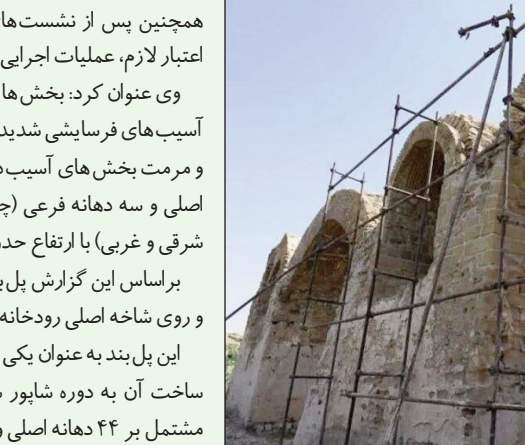 همچنین پس از نشست‌های
اعتبار لازم، عملیات اجرایی
وی عنوان کرد: بخش‌ها
آسیب‌های فرسایشی شدید
و مرمت بخش‌های آسیب‌د
اصلی و سه دهانه فرعی (چ
شرقی و غربی) با ارتفاع حد
براساس این گزارش پل‌ب
و روی شاخه اصلی رودخانه
این پل‌بند به عنوان یکی
ساخت آن به دوره شاپور س
مشتمل بر ۴۴ دهانه اصلی و